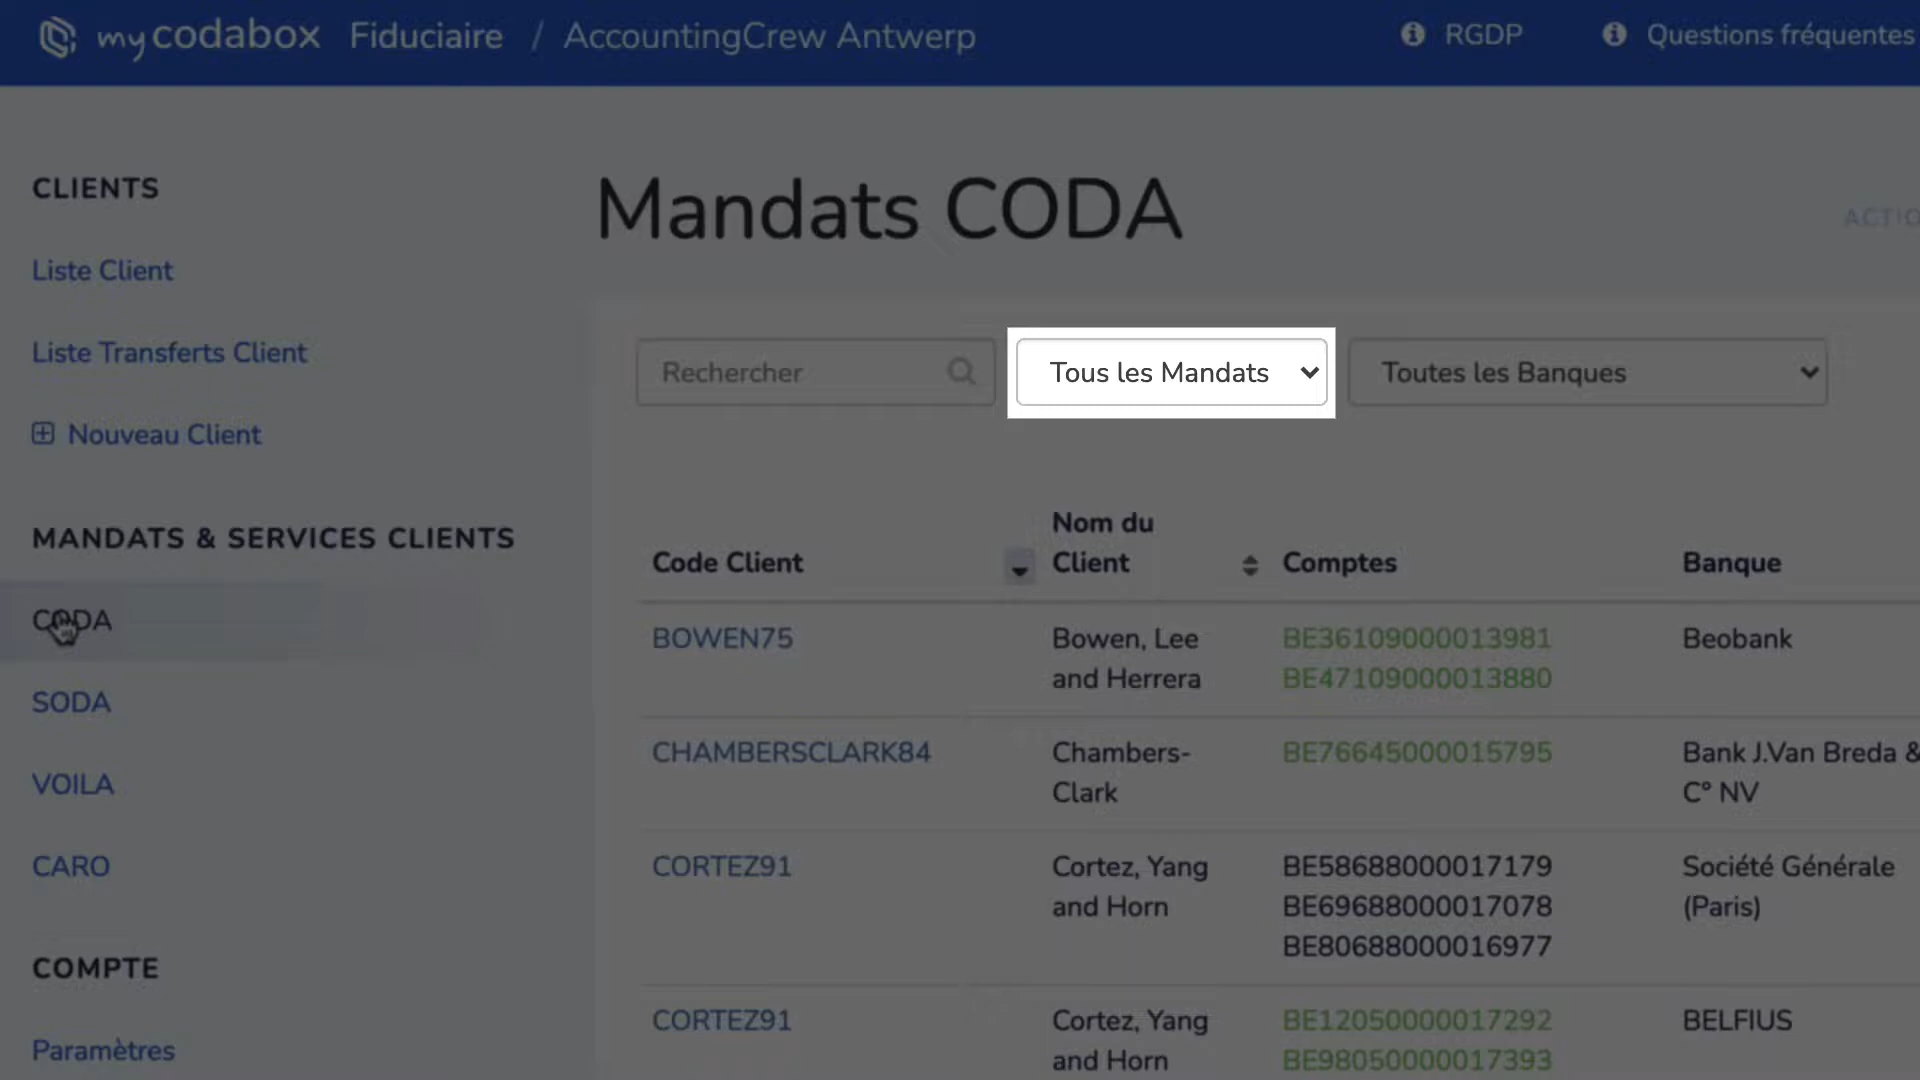 mycodabox Fiduciaire / AccountingCrew Antwerp
RGDP
Questions fréquentes
CLIENTS
Liste Client
Liste Transferts Client
Nouveau Client
MANDATS & SERVICES CLIENTS
CODA
SODA
VOILA
CARO
COMPTE
Paramètres
Mandats CODA
Rechercher
Tous les Mandats
Toutes les Banques
Code Client
Nom du
Client
Comptes
Banque
BOWEN75
Bowen, Lee
and Herrera
BE36109000013981
BE47109000013880
Beobank
CHAMBERSCLARK84
Chambers-
Clark
BE76645000015795
Bank J.Van Breda &
C° NV
CORTEZ91
Cortez, Yang
and Horn
BE58688000017179
BE69688000017078
BE80688000016977
Société Générale
(Paris)
CORTEZ91
Cortez, Yang
and Horn
BE12050000017292
BE98050000017393
BELFIUS